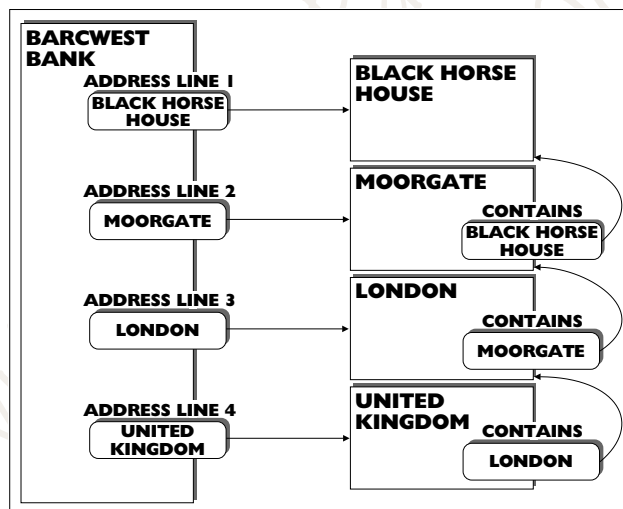 BARCWEST
BANK
ADDRESS LINE 1
BLACK HORSE
HOUSE
BLACK HORSE
HOUSE
ADDRESS LINE 2
MOORGATE
MOORGATE
CONTAINS
BLACK HORSE
HOUSE
ADDRESS LINE 3
LONDON
LONDON
CONTAINS
MOORGATE
ADDRESS LINE 4
UNITED
KINGDOM
UNITED
KINGDOM
CONTAINS
LONDON